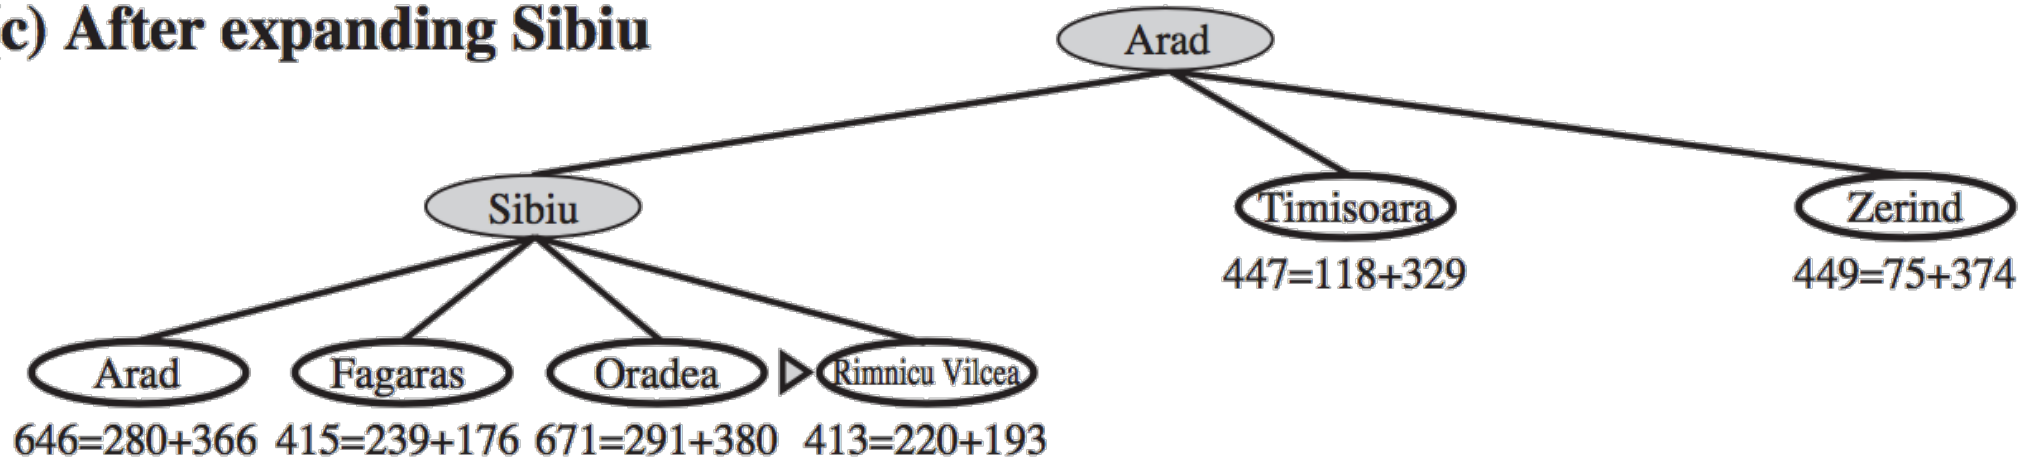 c) After expanding Sibiu
Arad
Sibiu
Timisoara
Zerind
447=118+329
449=75+374
Arad
Fagaras
Oradea
Rimnicu Vilcea
646=280+366
415=239+176
671=291+380
413=220+193